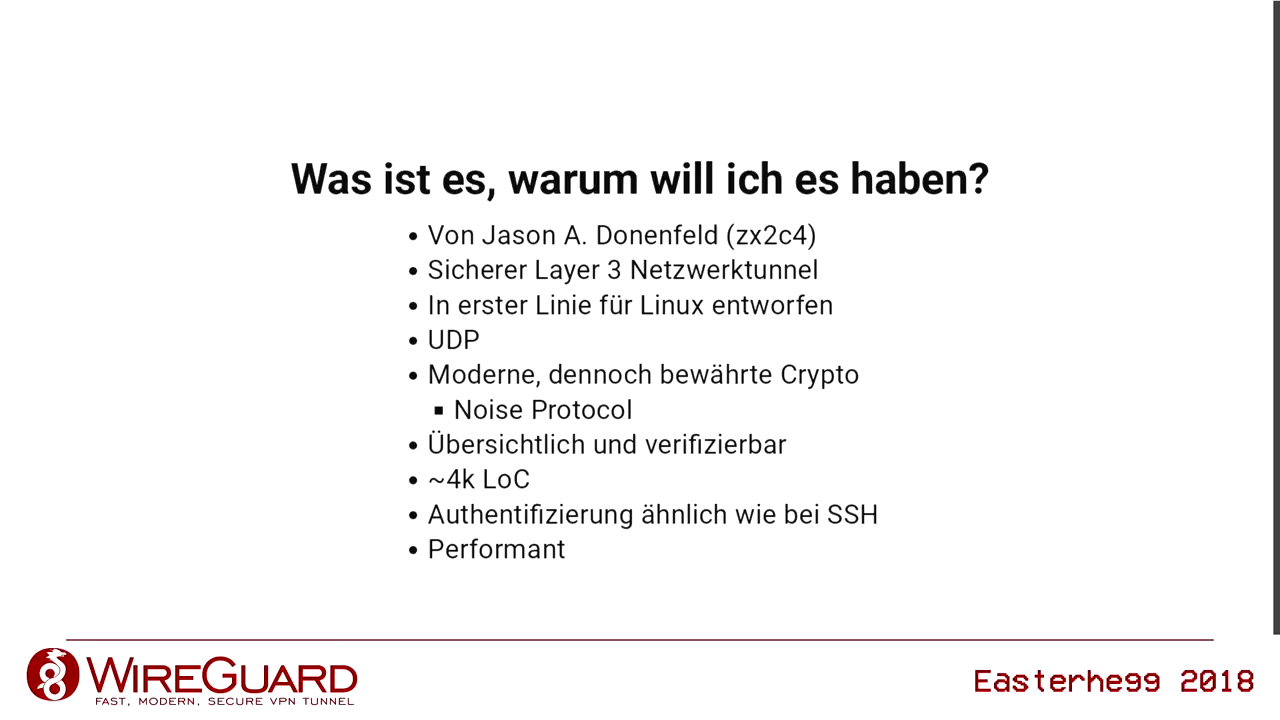 Was ist es, warum will ich es haben?
• Von Jason A. Donenfeld (zx2c4)
• Sicherer Layer 3 Netzwerktunnel
• In erster Linie für Linux entworfen
• UDP
• Moderne, dennoch bewährte Crypto
▪ Noise Protocol
• Übersichtlich und verifizierbar
• ~4k LoC
• Authentifizierung ähnlich wie bei SSH
• Performant
WIREGUARD
FAST, MODERN, SECURE VPN TUNNEL
Easterhegg 2018